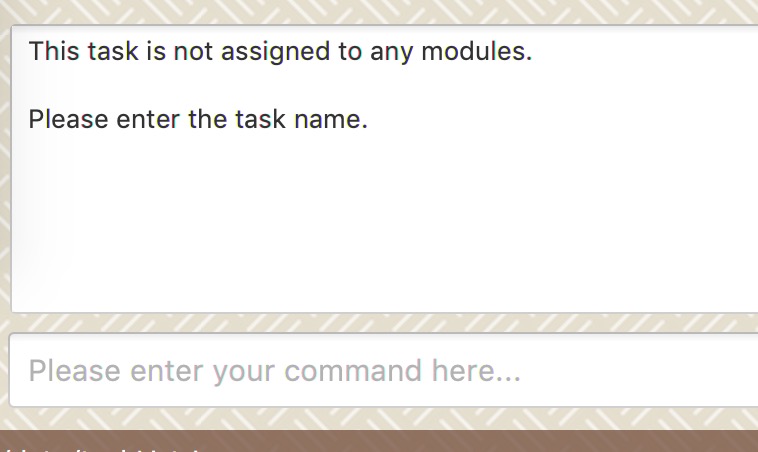 This task is not assigned to any modules.
Please enter the task name.
Please enter your command here...